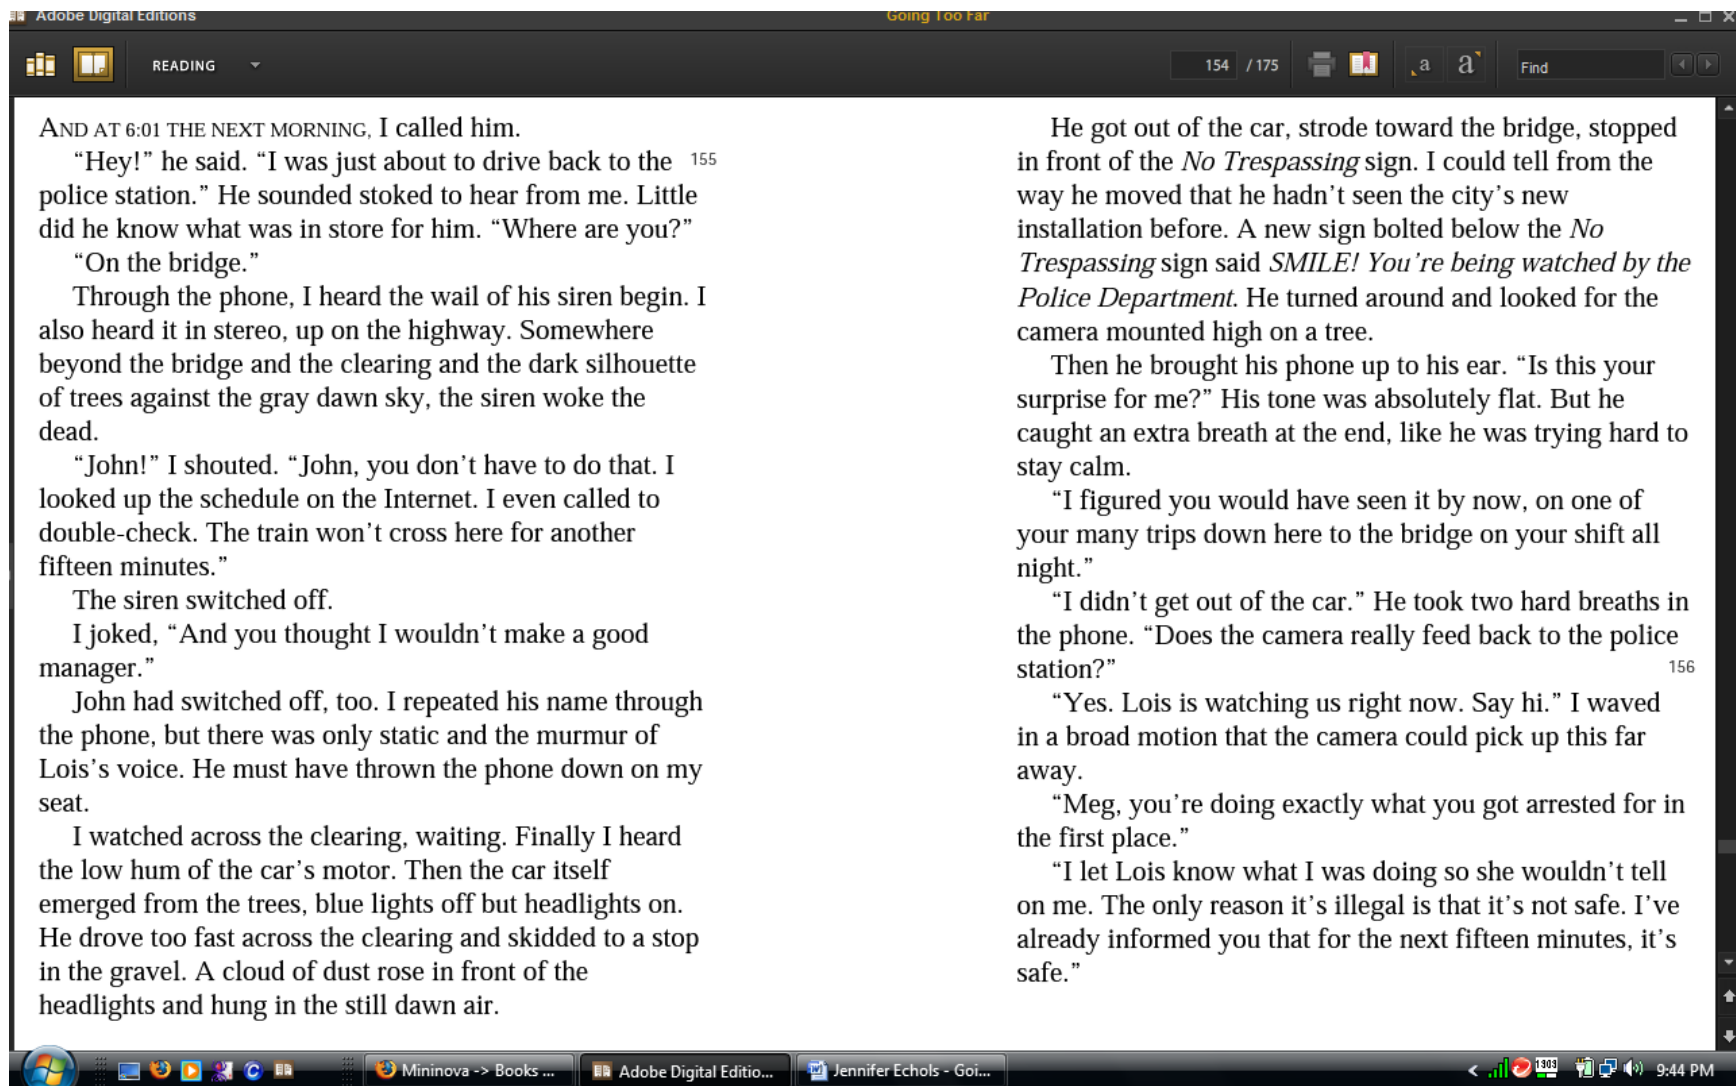 Adobe Digital Editions
Going Too Far
READING
154 / 175
a
a
Find
AND AT 6:01 THE NEXT MORNING, I called him.
“Hey!” he said. “I was just about to drive back to the 155
police station.” He sounded stoked to hear from me. Little
did he know what was in store for him. “Where are you?”
“On the bridge.”
Through the phone, I heard the wail of his siren begin. I
also heard it in stereo, up on the highway. Somewhere
beyond the bridge and the clearing and the dark silhouette
of trees against the gray dawn sky, the siren woke the
dead.
“John!” I shouted. “John, you don’t have to do that. I
looked up the schedule on the Internet. I even called to
double-check. The train won’t cross here for another
fifteen minutes.”
The siren switched off.
I joked, “And you thought I wouldn’t make a good
manager.”
John had switched off, too. I repeated his name through
the phone, but there was only static and the murmur of
Lois’s voice. He must have thrown the phone down on my
seat.
I watched across the clearing, waiting. Finally I heard
the low hum of the car’s motor. Then the car itself
emerged from the trees, blue lights off but headlights on.
He drove too fast across the clearing and skidded to a stop
in the gravel. A cloud of dust rose in front of the
headlights and hung in the still dawn air.
He got out of the car, strode toward the bridge, stopped
in front of the No Trespassing sign. I could tell from the
way he moved that he hadn’t seen the city’s new
installation before. A new sign bolted below the No
Trespassing sign said SMILE! You’re being watched by the
Police Department. He turned around and looked for the
camera mounted high on a tree.
Then he brought his phone up to his ear. “Is this your
surprise for me?” His tone was absolutely flat. But he
caught an extra breath at the end, like he was trying hard to
stay calm.
“I figured you would have seen it by now, on one of
your many trips down here to the bridge on your shift all
night.”
“I didn’t get out of the car.” He took two hard breaths in
the phone. “Does the camera really feed back to the police
station?” 156
“Yes. Lois is watching us right now. Say hi.” I waved
in a broad motion that the camera could pick up this far
away.
“Meg, you’re doing exactly what you got arrested for in
the first place.”
“I let Lois know what I was doing so she wouldn’t tell
on me. The only reason it’s illegal is that it’s not safe. I’ve
already informed you that for the next fifteen minutes, it’s
safe.”
Mininova -> Books ...
Adobe Digital Editio...
Jennifer Echols - Goi...
9:44 PM